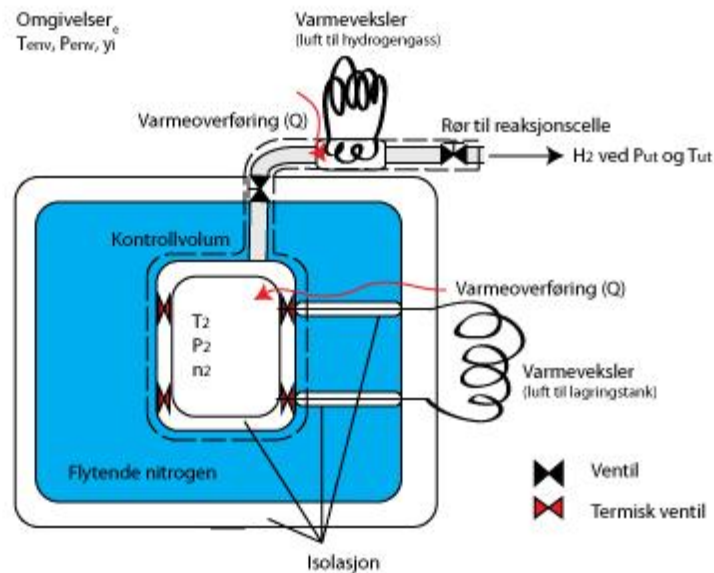 Omgivelser
Tenv, Penv, yi e
Varmeveksler
(luft til hydrogengass)
Varmeoverføring (Q)
Rør til reaksjonscelle
H2 ved Put og Tut
Kontrollvolum
Varmeoverføring (Q)
T2
P2
n2
Varmeveksler
(luft til lagringstank)
Flytende nitrogen
Ventil
Termisk ventil
Isolasjon